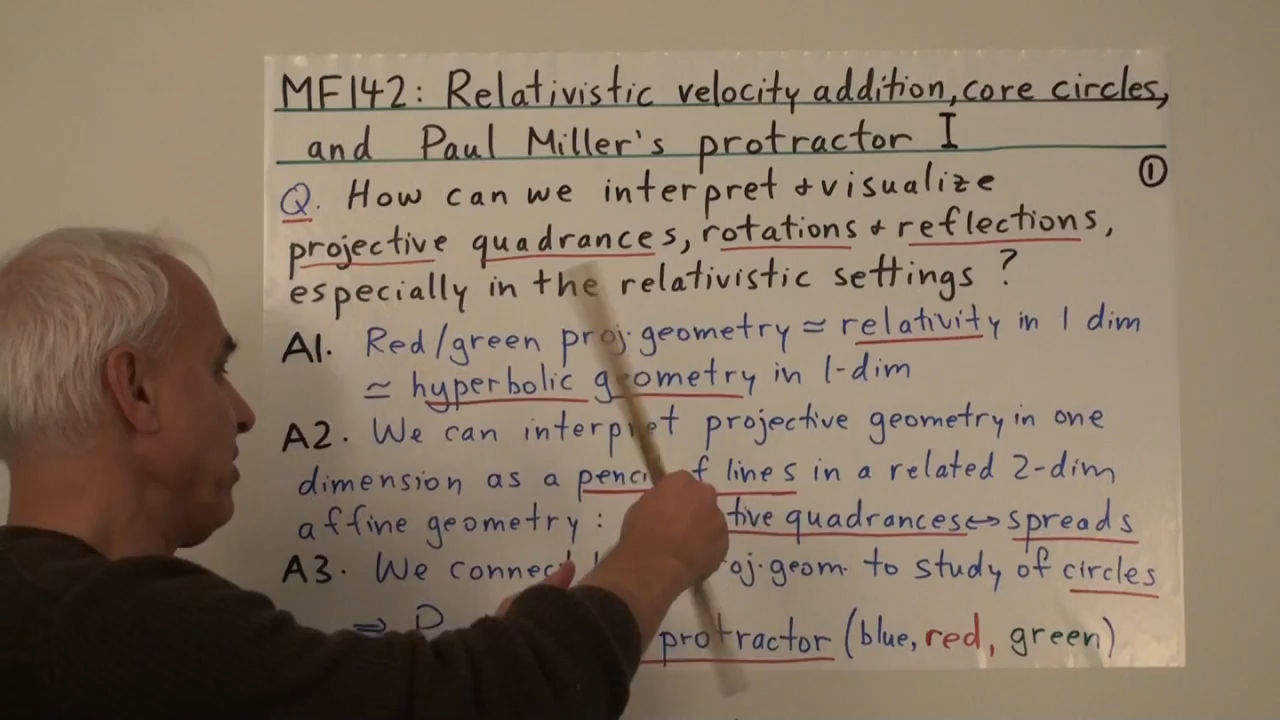 MF142: Relativistic velocity addition, core circles,
and Paul Miller's protractor I
①
Q. How can we interpret & visualize
projective quadrances, rotations & reflections,
especially in the relativistic settings ?
A1. Red/green proj. geometry ≃ relativity in 1 dim
≃ hyperbolic geometry in 1-dim
A2. We can interpret projective geometry in one
dimension as a pencil of lines in a related 2-dim
affine geometry : quadrances ↔ spreads
A3. We connect geom. to study of circles
⇒ protractor (blue, red, green)